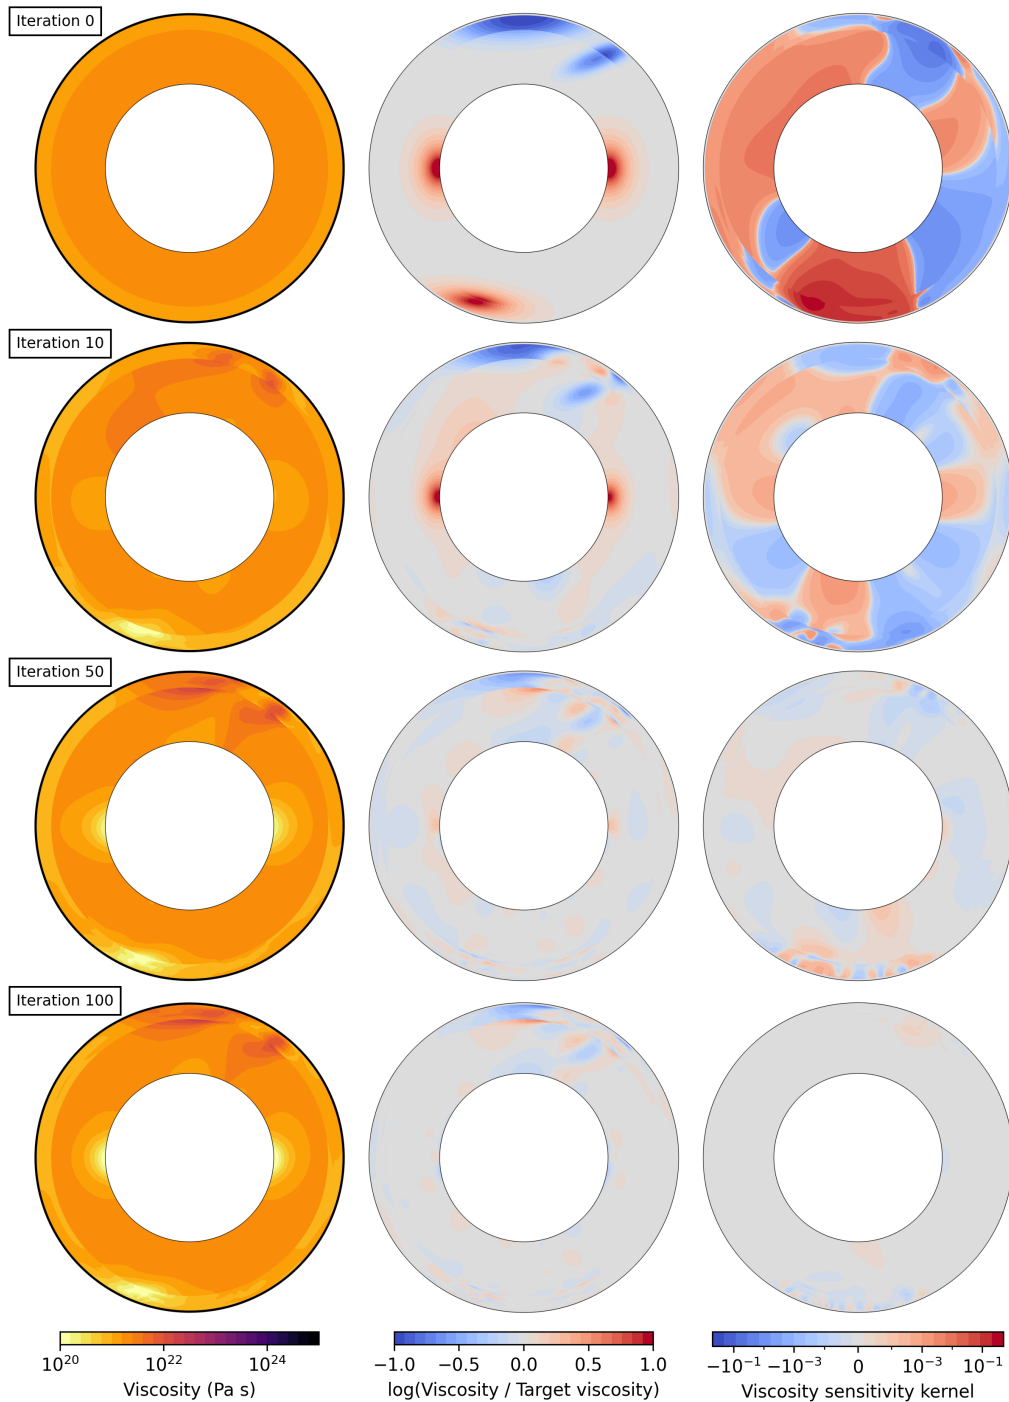 Iteration 0
Iteration 10
Iteration 50
Iteration 100
10^20 10^22 10^24
Viscosity (Pa s)
−1.0 −0.5 0.0 0.5 1.0
log(Viscosity / Target viscosity)
−10^−1 −10^−3 0 10^−3 10^−1
Viscosity sensitivity kernel